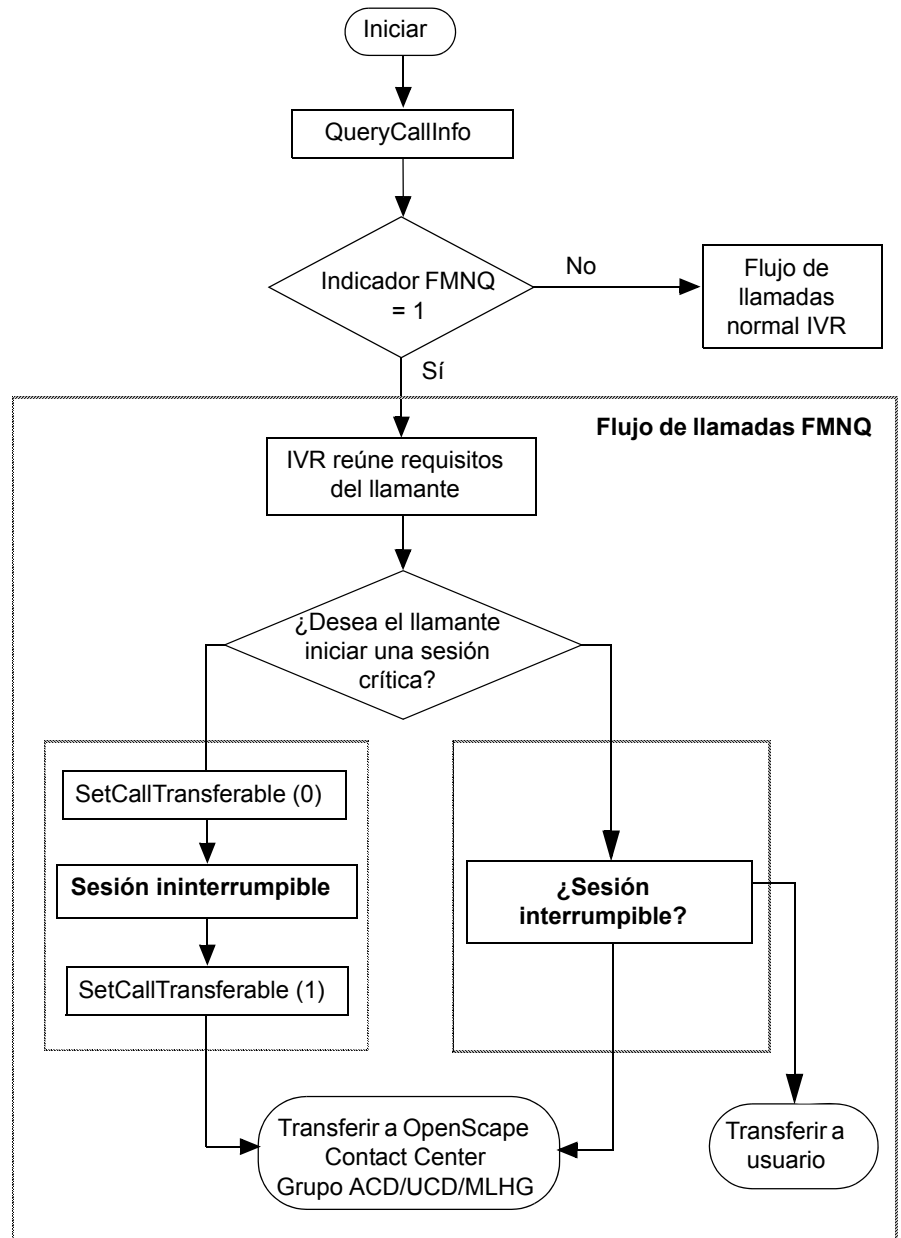 Iniciar
QueryCallInfo
Indicador FMNQ
= 1
No
Flujo de
llamadas
normal IVR
Sí
Flujo de llamadas FMNQ
IVR reúne requisitos
del llamante
¿Desea el llamante
iniciar una sesión
crítica?
SetCallTransferable (0)
Sesión ininterrumpible
SetCallTransferable (1)
¿Sesión
interrumpible?
Transferir a OpenScape
Contact Center
Grupo ACD/UCD/MLHG
Transferir a
usuario